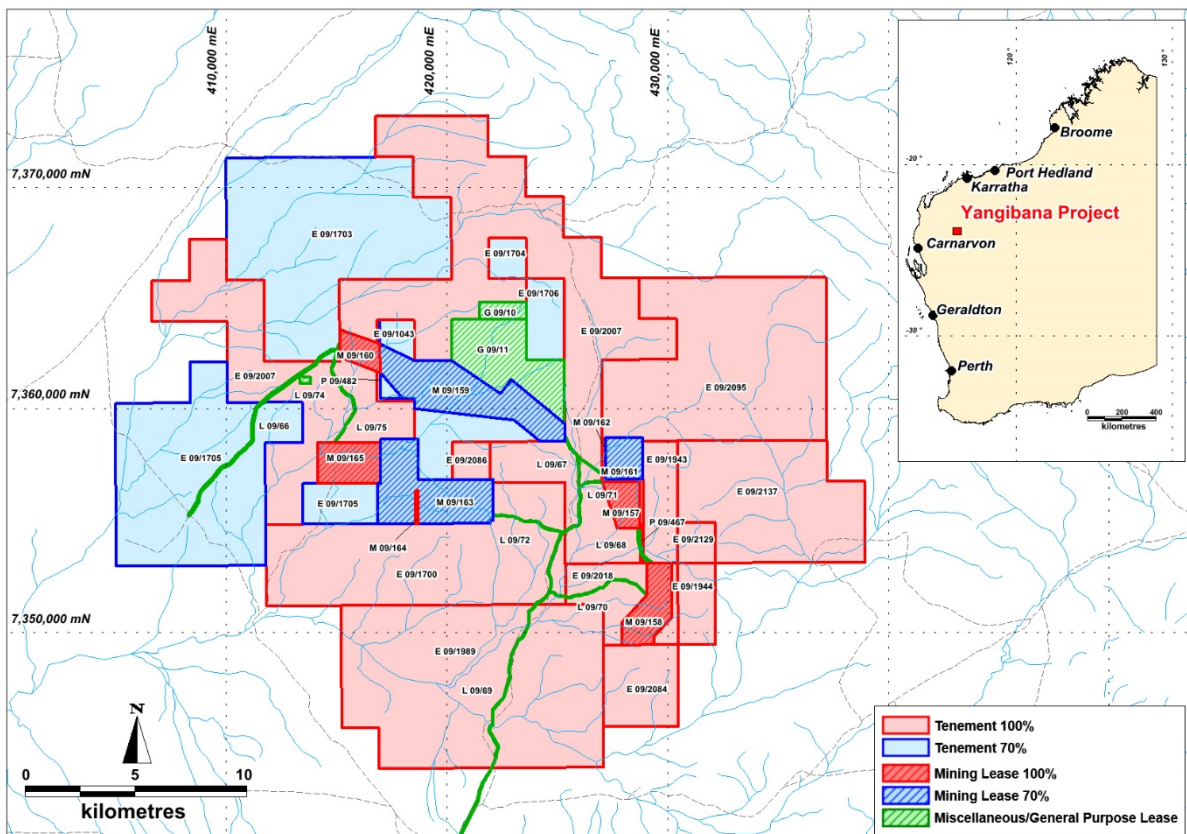 410,000 mE
420,000 mE
430,000 mE
7,370,000 mN
7,360,000 mN
7,350,000 mN
E 09/1703
E 09/1704
E 09/1706
G 09/10
E 09/2007
E 09/1043
G 09/11
M 09/160
E 09/2007
P 09/482
M 09/159
E 09/2095
L 09/74
L 09/66
L 09/75
M 09/162
E 09/1705
M 09/165
E 09/2086
L 09/67
M 09/161
E 09/1943
E 09/1705
M 09/163
L 09/71
E 09/2137
M 09/157
P 09/467
L 09/72
L 09/68
E 09/2129
M 09/164
E 09/1700
E 09/2018
E 09/1944
L 09/70
M 09/158
E 09/1989
L 09/69
E 09/2084
N
0 5 10
kilometres
120°
130°
-20
-30
Broome
Port Hedland
Karratha
Yangibana Project
Carnarvon
Geraldton
Perth
0 200 400
kilometres
Tenement 100%
Tenement 70%
Mining Lease 100%
Mining Lease 70%
Miscellaneous/General Purpose Lease